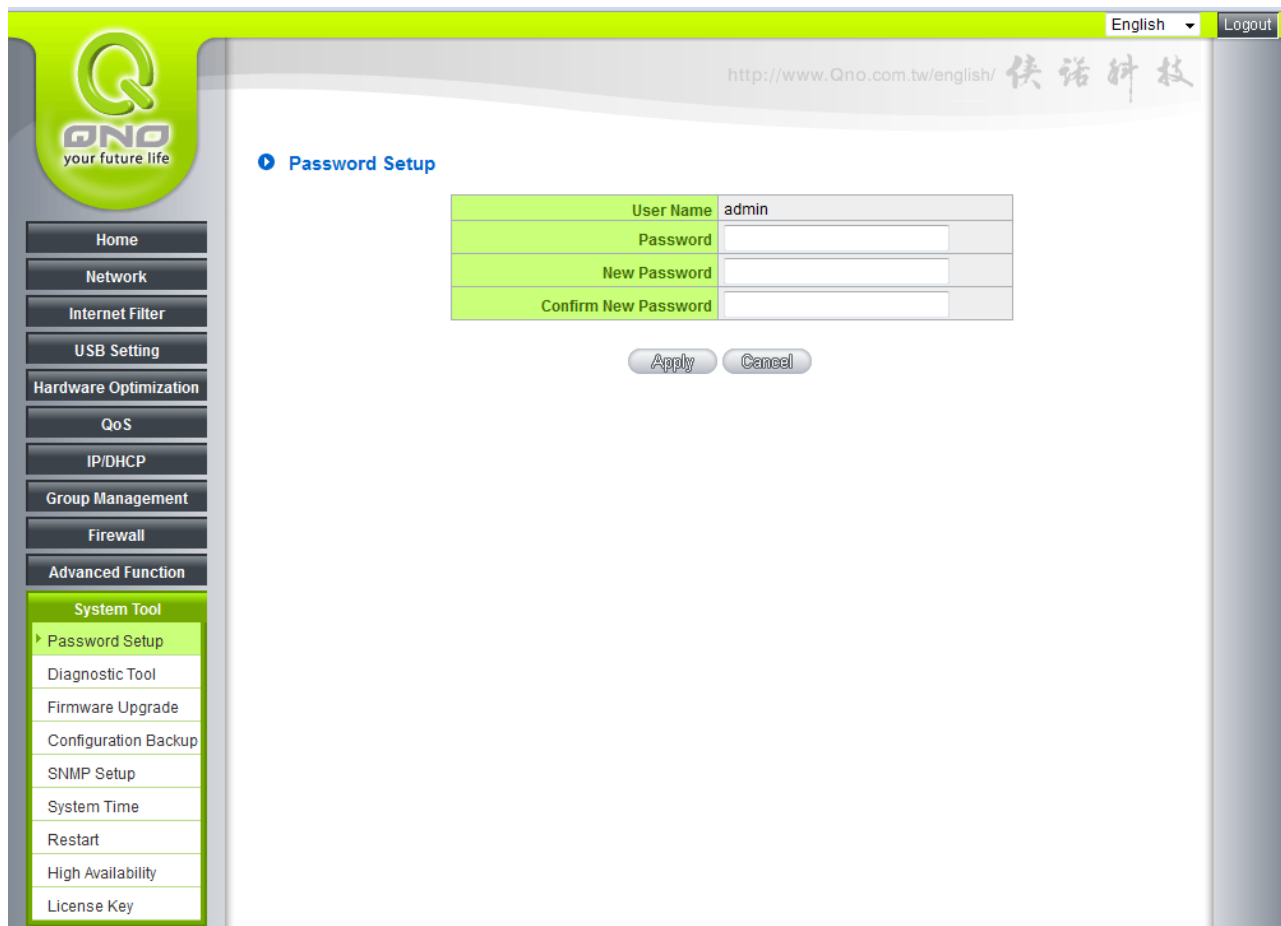 English
Logout
http://www.Qno.com.tw/english/ 俠諾科技
QNO
your future life
Password Setup
User Name admin
Password
New Password
Confirm New Password
Apply Cancel
Home
Network
Internet Filter
USB Setting
Hardware Optimization
QoS
IP/DHCP
Group Management
Firewall
Advanced Function
System Tool
Password Setup
Diagnostic Tool
Firmware Upgrade
Configuration Backup
SNMP Setup
System Time
Restart
High Availability
License Key